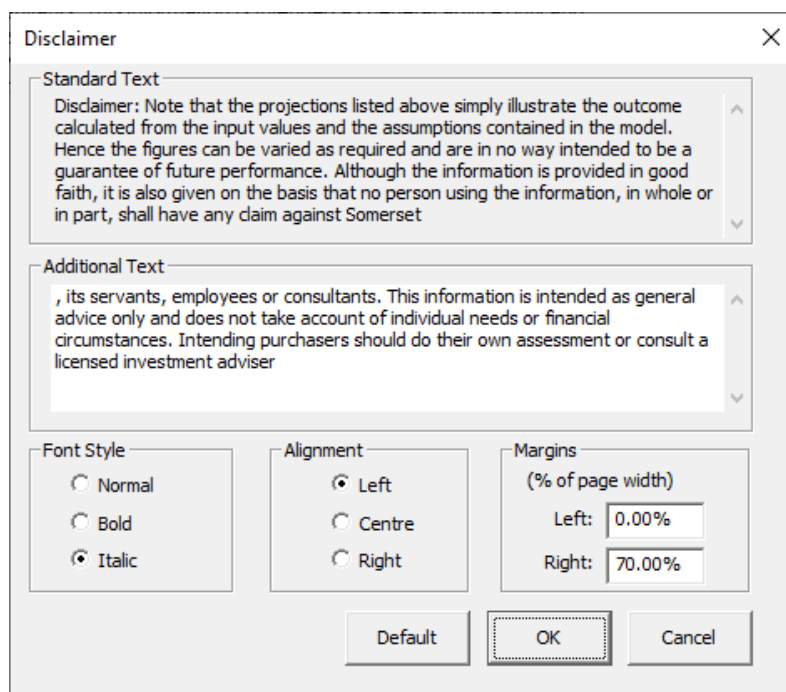 Disclaimer
Standard Text
Disclaimer: Note that the projections listed above simply illustrate the outcome
calculated from the input values and the assumptions contained in the model.
Hence the figures can be varied as required and are in no way intended to be a
guarantee of future performance. Although the information is provided in good
faith, it is also given on the basis that no person using the information, in whole or
in part, shall have any claim against Somerset
Additional Text
, its servants, employees or consultants. This information is intended as general
advice only and does not take account of individual needs or financial
circumstances. Intending purchasers should do their own assessment or consult a
licensed investment adviser
Font Style
Normal
Bold
Italic
Alignment
Left
Centre
Right
Margins
(% of page width)
Left: 0.00%
Right: 70.00%
Default
OK
Cancel